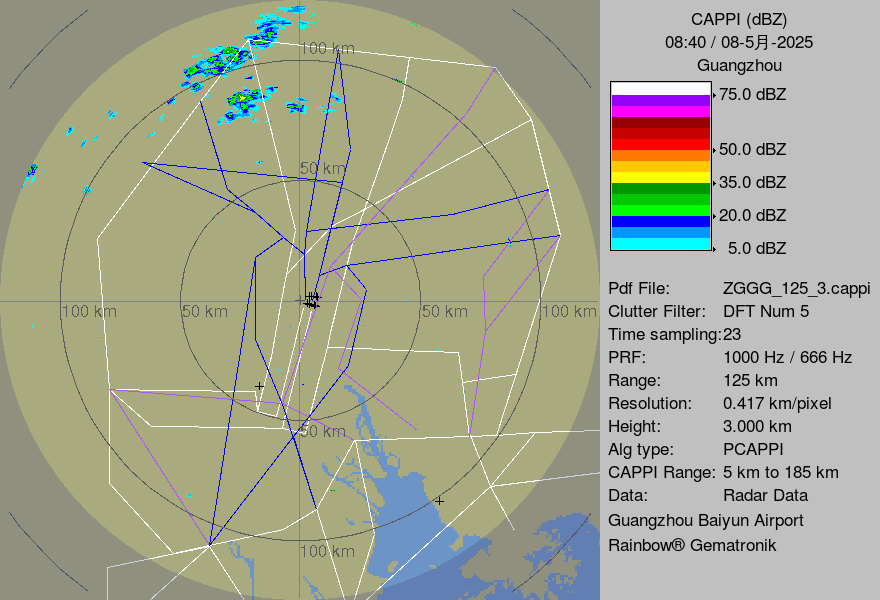 CAPPI (dBZ)
08:40 / 08-5月-2025
Guangzhou
75.0 dBZ
50.0 dBZ
35.0 dBZ
20.0 dBZ
5.0 dBZ
Pdf File: ZGGG_125_3.cappi
Clutter Filter: DFT Num 5
Time sampling:23
PRF: 1000 Hz / 666 Hz
Range: 125 km
Resolution: 0.417 km/pixel
Height: 3.000 km
Alg type: PCAPPI
CAPPI Range: 5 km to 185 km
Data: Radar Data
Guangzhou Baiyun Airport
Rainbow® Gematronik
100 km
50 km
100 km 50 km 50 km 100 km
50 km
100 km